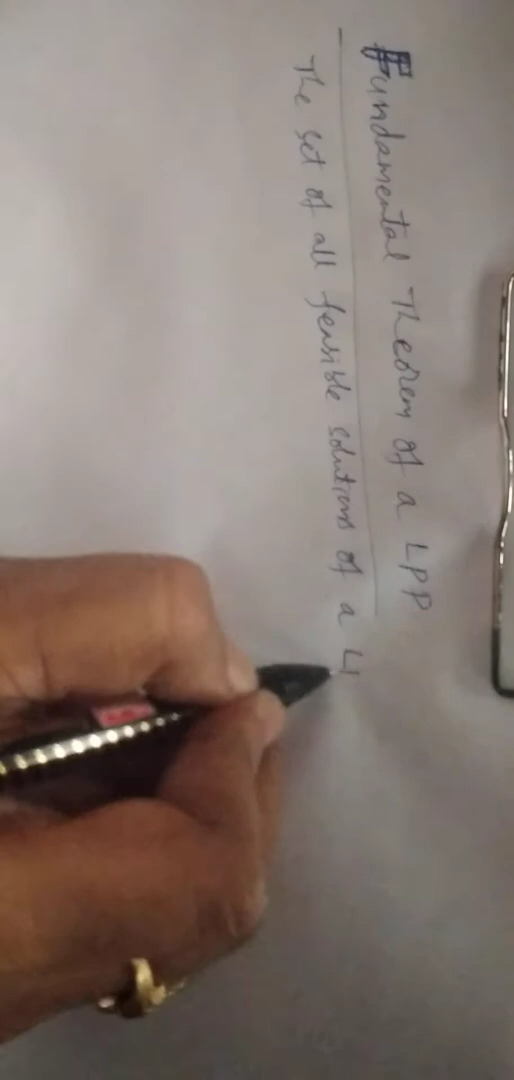 Fundamental Theorem of a LPP
The set of all feasible solutions of a L